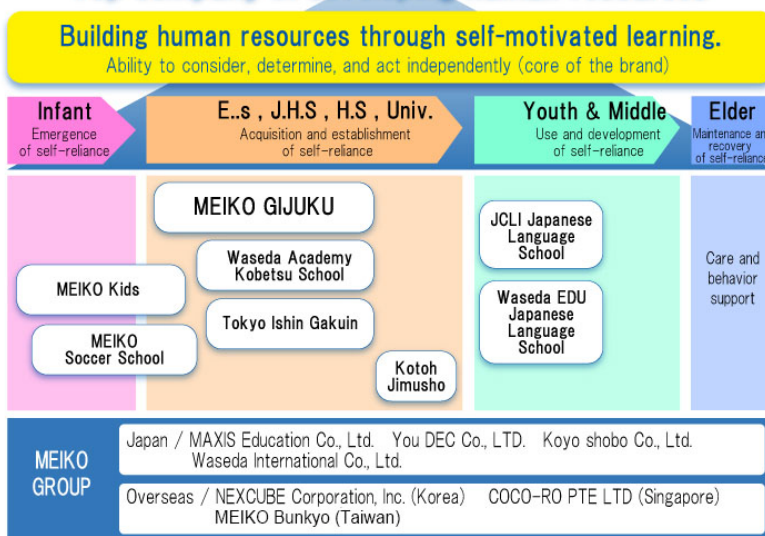 Building human resources through self-motivated learning.
Ability to consider, determine, and act independently (core of the brand)
Infant
Emergence
of self-reliance
E..s , J.H.S , H.S , Univ.
Acquisition and establishment
of self-reliance
Youth & Middle
Use and development
of self-reliance
Elder
Maintenance an
recovery
of self-reliance
MEIKO GIJUKU
Waseda Academy
Kobetsu School
MEIKO Kids
Tokyo Ishin Gakuin
MEIKO
Soccer School
Kotoh
Jimusho
JCLI Japanese
Language
School
Waseda EDU
Japanese
Language
School
Care and
behavior
support
MEIKO
GROUP
Japan / MAXIS Education Co., Ltd. You DEC Co., LTD. Koyo shobo Co., Ltd.
Waseda International Co., Ltd.
Overseas / NEXCUBE Corporation, Inc. (Korea) COCO-RO PTE LTD (Singapore)
MEIKO Bunkyo (Taiwan)